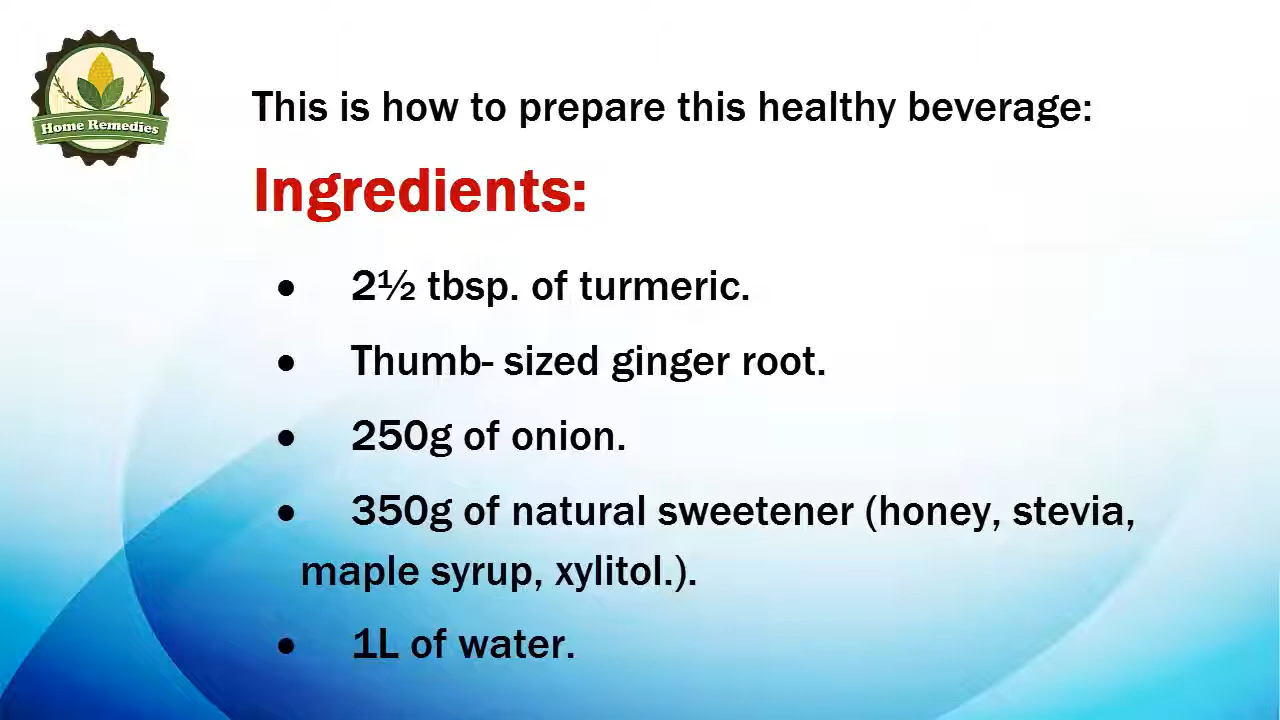 Home Remedies
This is how to prepare this healthy beverage:
Ingredients:
• 2½ tbsp. of turmeric.
• Thumb- sized ginger root.
• 250g of onion.
• 350g of natural sweetener (honey, stevia,
maple syrup, xylitol.).
• 1L of water.